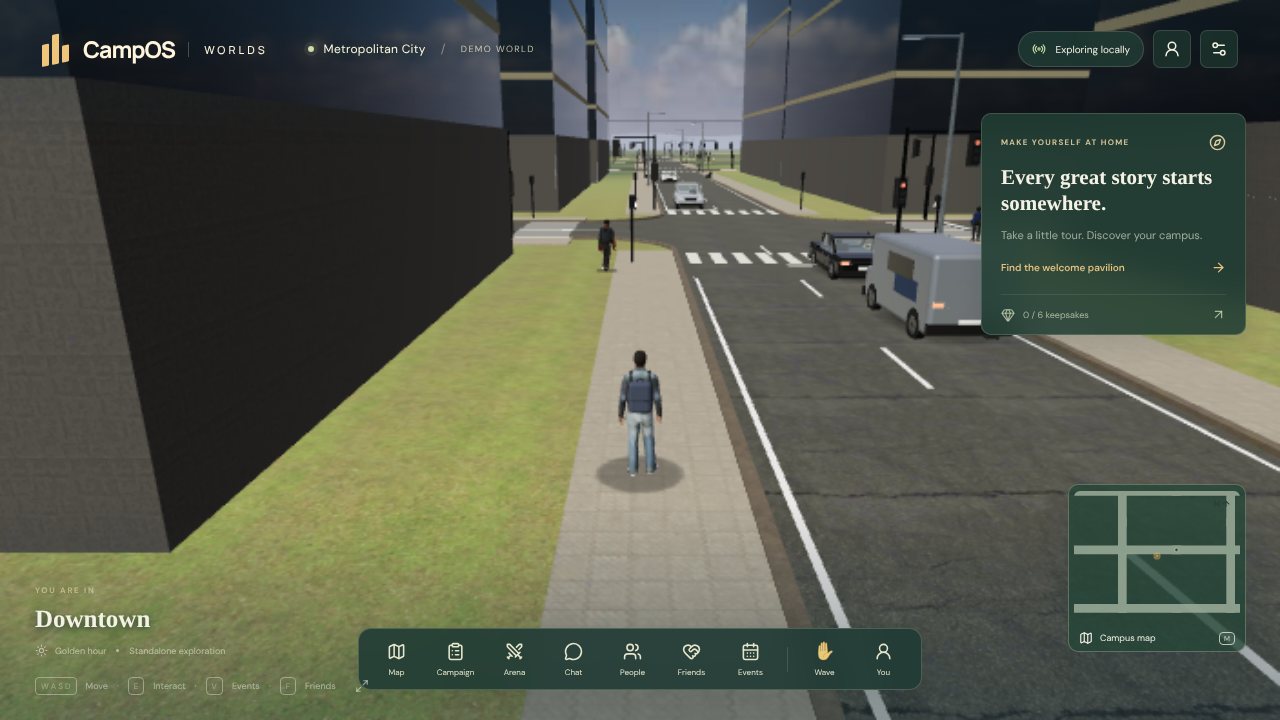 CampOS
WORLDS
Metropolitan City / DEMO WORLD
Exploring locally
MAKE YOURSELF AT HOME
Every great story starts
somewhere.
Take a little tour. Discover your campus.
Find the welcome pavilion
0 / 6 keepsakes
Campus map
M
YOU ARE IN
Downtown
Golden hour • Standalone exploration
WASD Move · E Interact · V Events · F Friends
Map
Campaign
Arena
Chat
People
Friends
Events
Wave
You